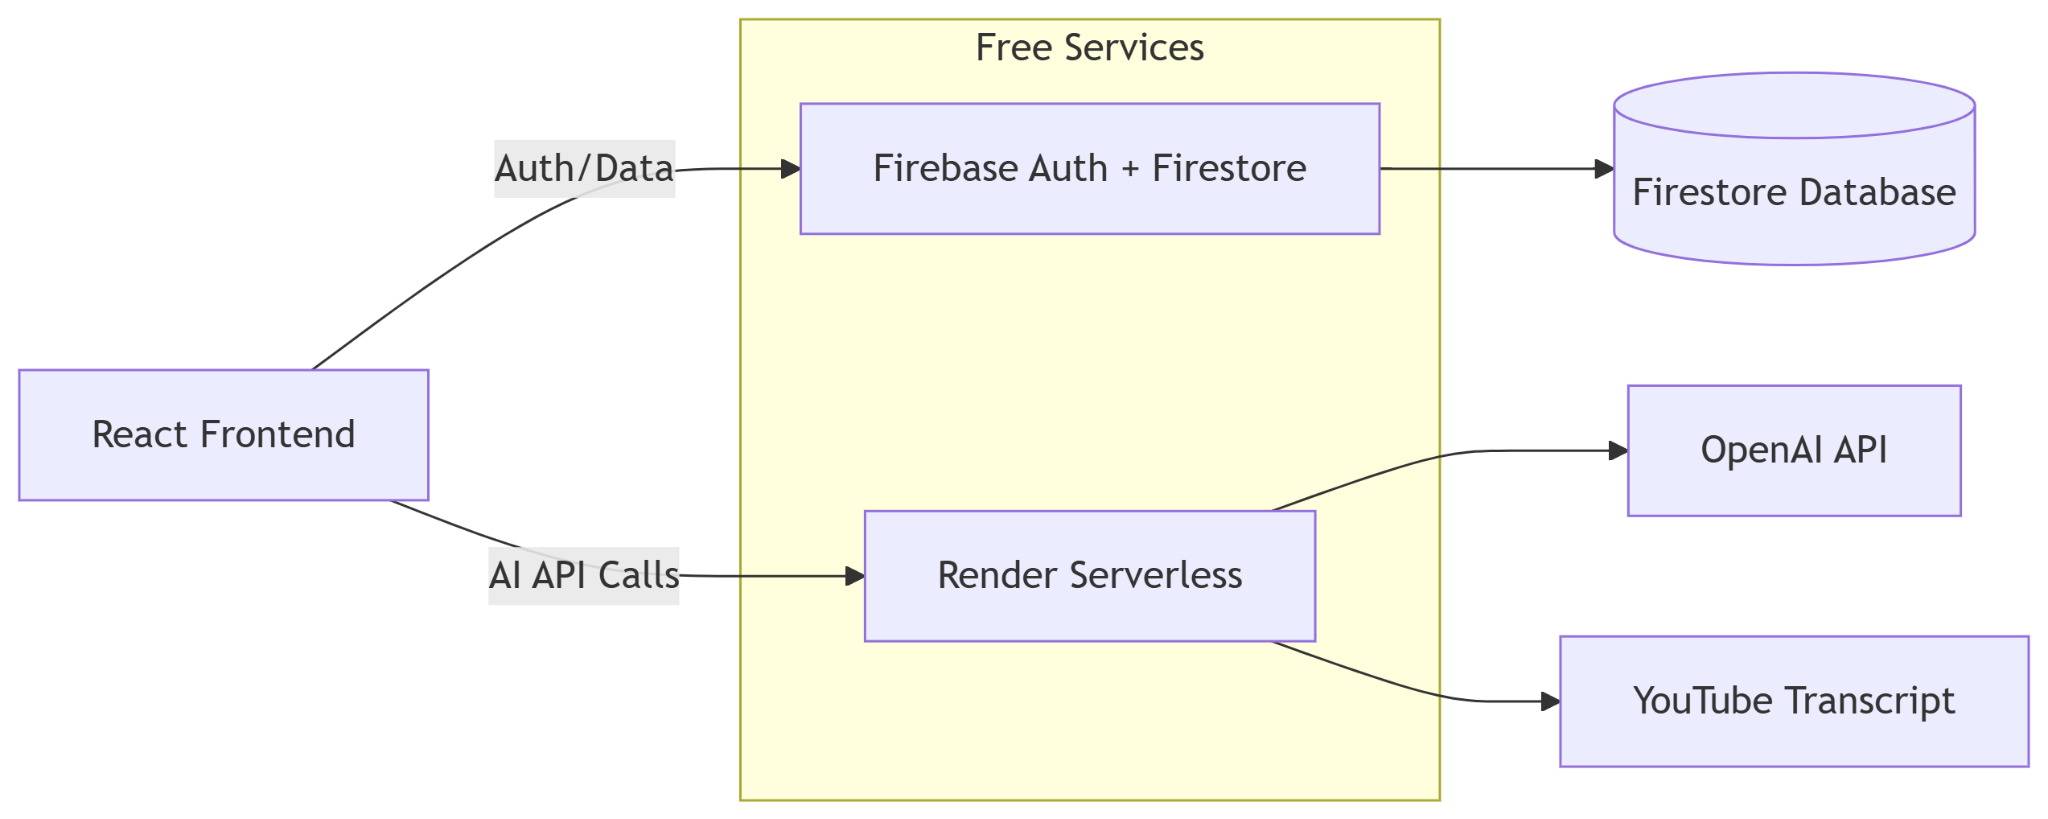 Free Services
Auth/Data
Firebase Auth + Firestore
Firestore Database
React Frontend
OpenAI API
AI API Calls
Render Serverless
YouTube Transcript